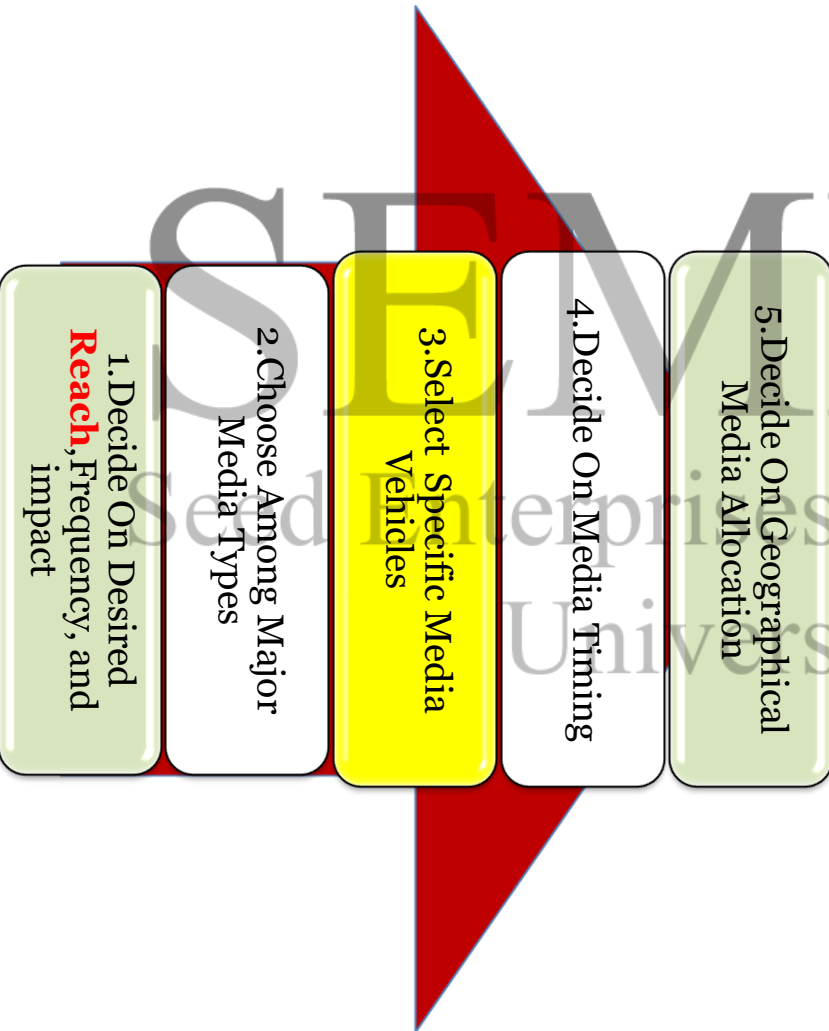 1.Decide On Desired
Reach,Frequency, and
impact
2.Choose Among Major
Media Types
3.Select Specific Media
Vehicles
4.Decide On Media Timing
5.Decide On Geographical
Media Allocation
SEM
Seed Enterprises
Univers